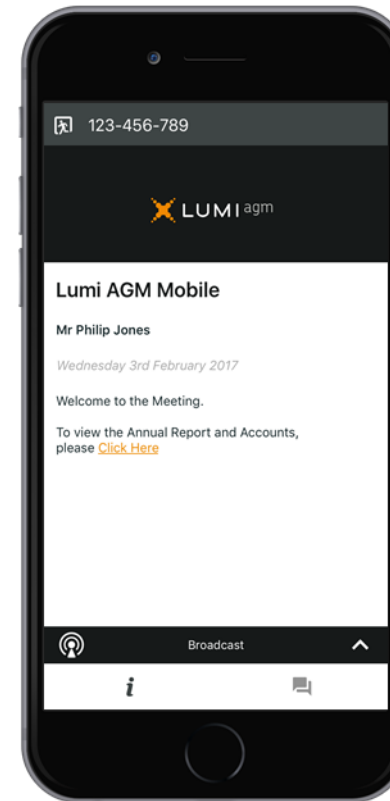 123-456-789
LUMI agm
Lumi AGM Mobile
Mr Philip Jones
Wednesday 3rd February 2017
Welcome to the Meeting.
To view the Annual Report and Accounts,
please Click Here
Broadcast
i